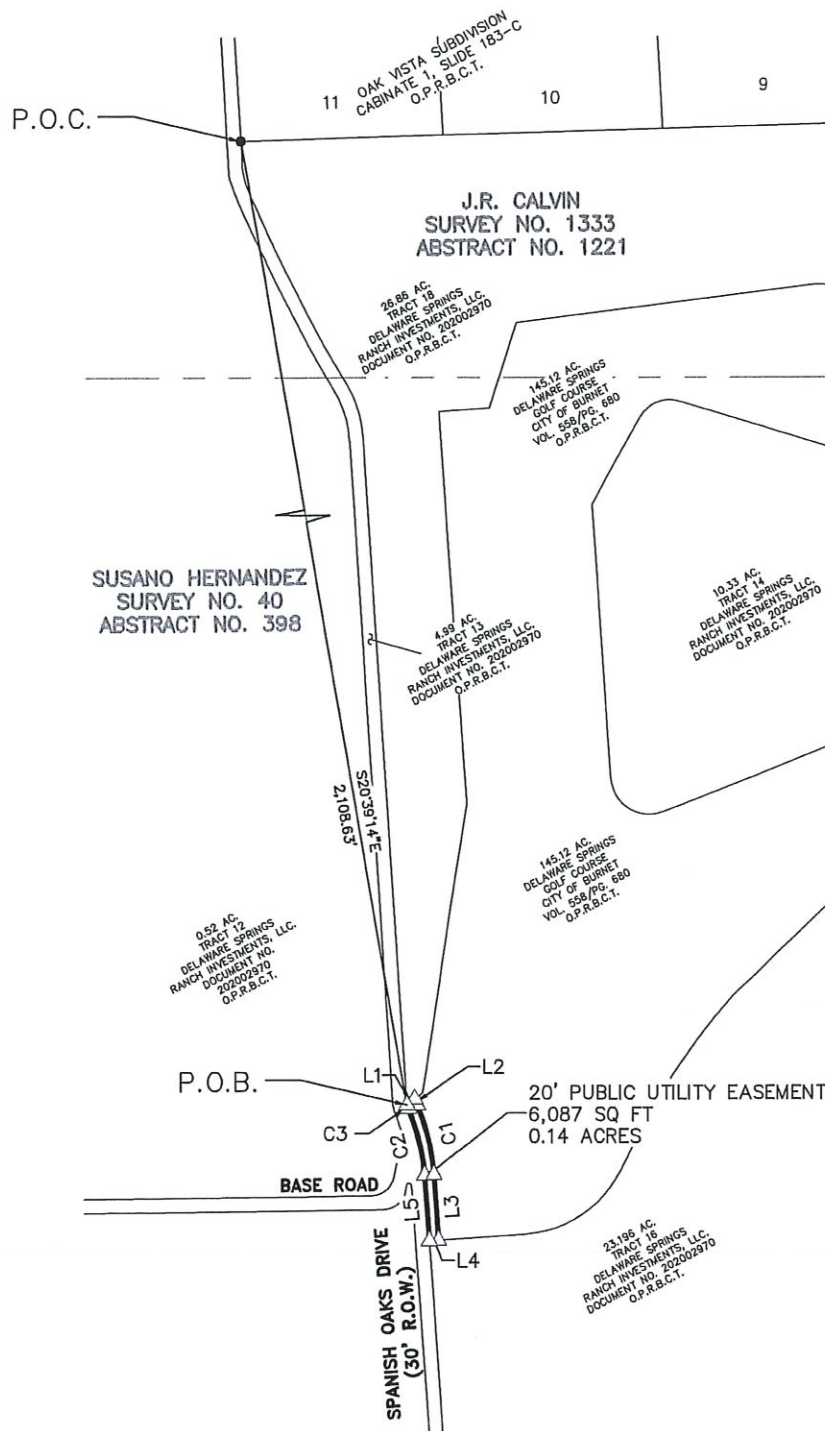 OAK VISTA SUBDIVISION
CABINATE 1, SLIDE 183-C
O.P.R.B.C.T.
11
10
9
P.O.C.
J.R. CALVIN
SURVEY NO. 1333
ABSTRACT NO. 1221
26.86 AC.
TRACT 18
DELAWARE SPRINGS
RANCH INVESTMENTS, LLC.
DOCUMENT NO. 202002970
O.P.R.B.C.T.
145.12 AC.
DELAWARE SPRINGS
GOLF COURSE
CITY OF BURNET
VOL. 558/PG. 680
O.P.R.B.C.T.
SUSANO HERNANDEZ
SURVEY NO. 40
ABSTRACT NO. 398
10.33 AC.
TRACT 14
DELAWARE SPRINGS
RANCH INVESTMENTS, LLC.
DOCUMENT NO. 202002970
O.P.R.B.C.T.
4.99 AC.
TRACT 13
DELAWARE SPRINGS
RANCH INVESTMENTS, LLC.
DOCUMENT NO. 202002970
O.P.R.B.C.T.
S20°39'14"E
2,108.63'
145.12 AC.
DELAWARE SPRINGS
GOLF COURSE
CITY OF BURNET
VOL. 558/PG. 680
O.P.R.B.C.T.
0.52 AC.
TRACT 12
DELAWARE SPRINGS
RANCH INVESTMENTS, LLC.
DOCUMENT NO.
202002970
O.P.R.B.C.T.
L1
L2
P.O.B.
20' PUBLIC UTILITY EASEMENT
6,087 SQ FT
0.14 ACRES
C3
C2
C1
BASE ROAD
L5
L3
L4
SPANISH OAKS DRIVE
(30' R.O.W.)
23.196 AC.
TRACT 16
DELAWARE SPRINGS
RANCH INVESTMENTS, LLC.
DOCUMENT NO. 202002970
O.P.R.B.C.T.